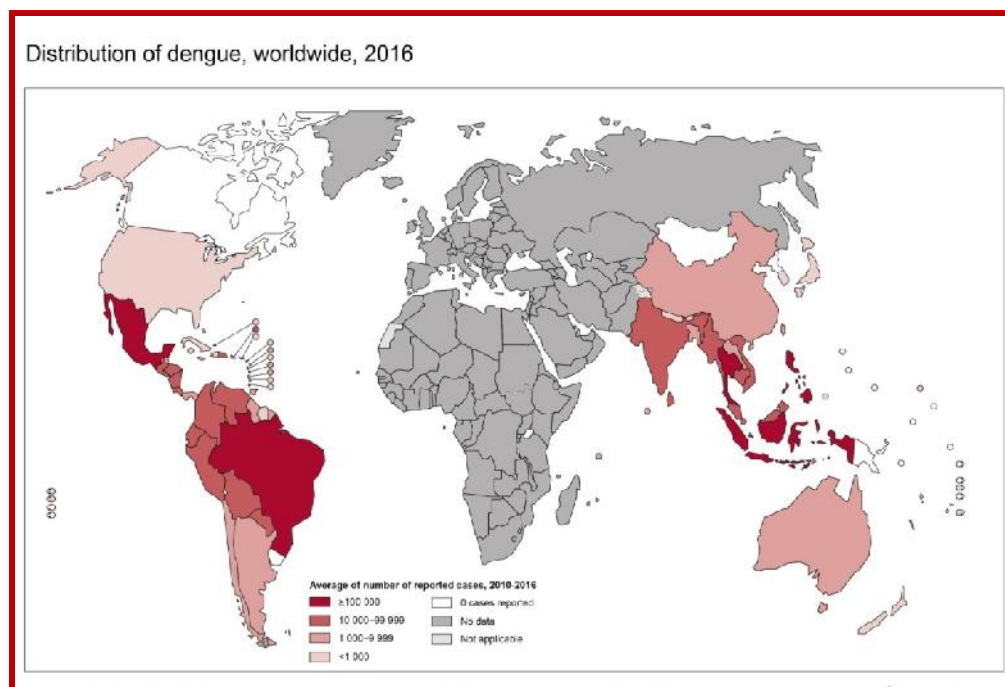 Distribution of dengue, worldwide, 2016
Average of number of reported cases, 2010-2016
≥100 000
10 000–99 999
1 000–9 999
<1 000
0 cases reported
No data
Not applicable